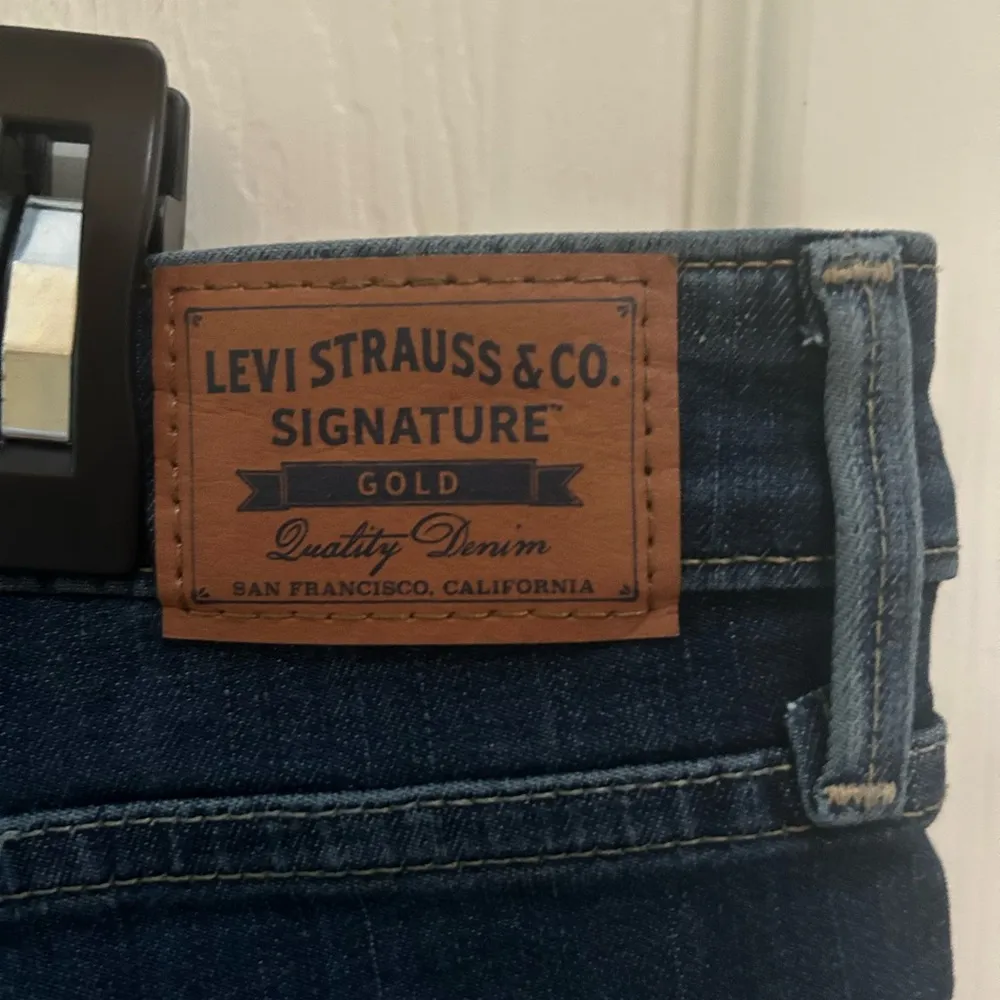 LEVI STRAUSS & CO.
SIGNATURE™
GOLD
Quality Denim
SAN FRANCISCO, CALIFORNIA